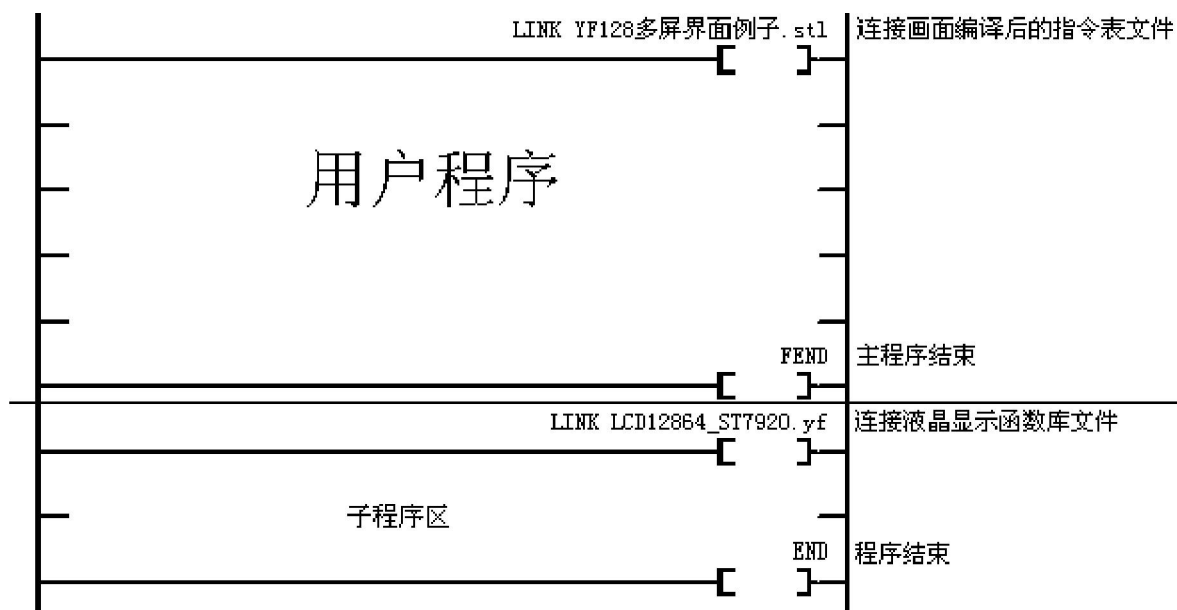 LINK YF128多屏界面例子.stl 连接画面编译后的指令表文件
用户程序
FEND 主程序结束
LINK LCD12864_ST7920.yf 连接液晶显示函数库文件
子程序区
END 程序结束